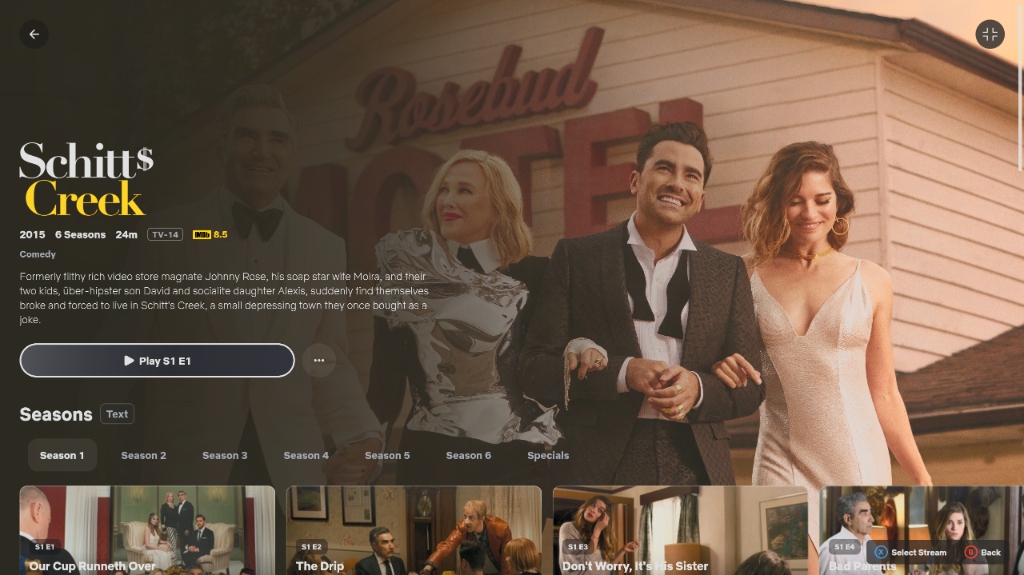 Rosebud
MOTEL
Schitt$
Creek
2015 6 Seasons 24m TV-14 IMDb 8.5
Comedy
Formerly filthy rich video store magnate Johnny Rose, his soap star wife Moira, and their
two kids, über-hipster son David and socialite daughter Alexis, suddenly find themselves
broke and forced to live in Schitt's Creek, a small depressing town they once bought as a
joke.
Play S1 E1
Seasons Text
Season 1 Season 2 Season 3 Season 4 Season 5 Season 6 Specials
S1 E1 S1 E2 S1 E3 S1 E4
Our Cup Runneth Over The Drip Don't Worry, It's His Sister Bad Parents
X Select Stream B Back